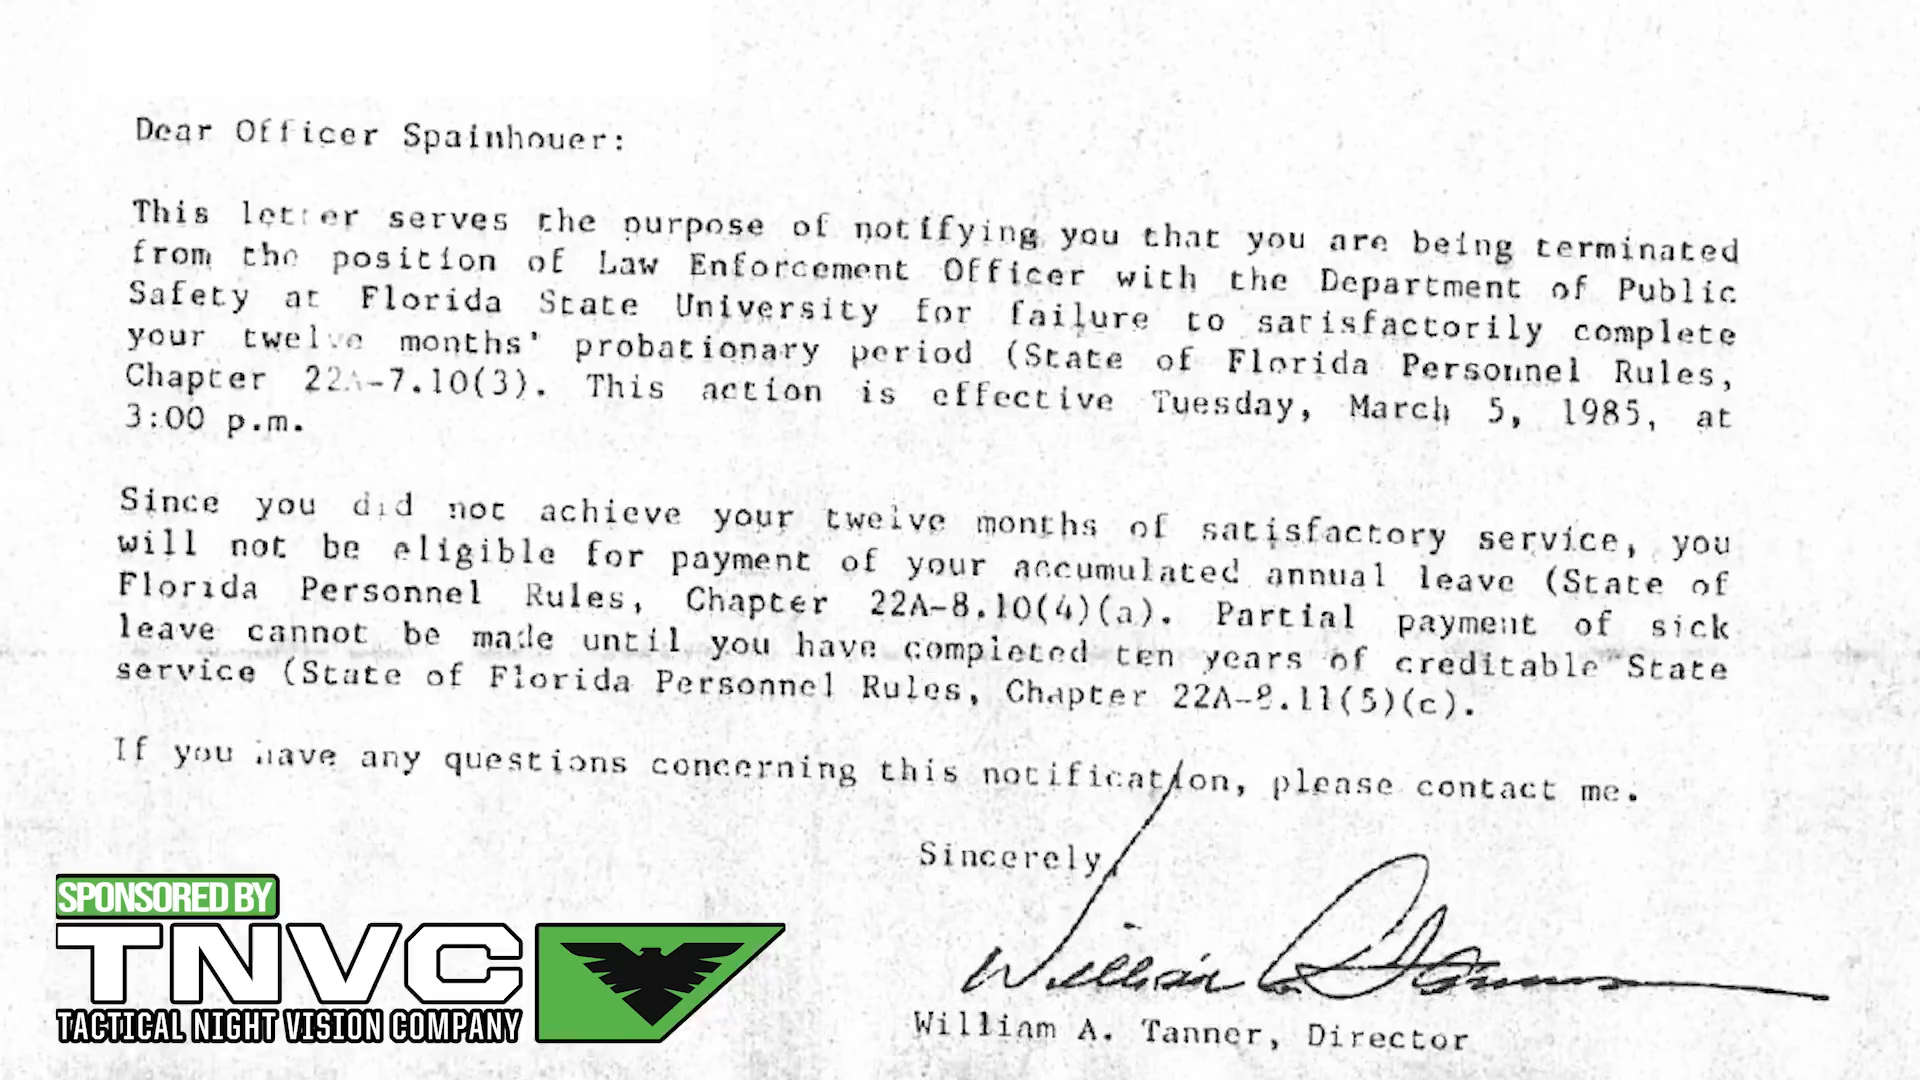 Dear Officer Spainhouer:
This letter serves the purpose of notifying you that you are being terminated
from the position of Law Enforcement Officer with the Department of Public
Safety at Florida State University for failure to satisfactorily complete
your twelve months' probationary period (State of Florida Personnel Rules,
Chapter 22A-7.10(3). This action is effective Tuesday, March 5, 1985, at
3:00 p.m.
Since you did not achieve your twelve months of satisfactory service, you
will not be eligible for payment of your accumulated annual leave (State of
Florida Personnel Rules, Chapter 22A-8.10(4)(a). Partial payment of sick
leave cannot be made until you have completed ten years of creditable State
service (State of Florida Personnel Rules, Chapter 22A-8.11(5)(c).
If you have any questions concerning this notification, please contact me.
Sincerely,
William A. Tanner
William A. Tanner, Director
SPONSORED BY
TNVC
TACTICAL NIGHT VISION COMPANY